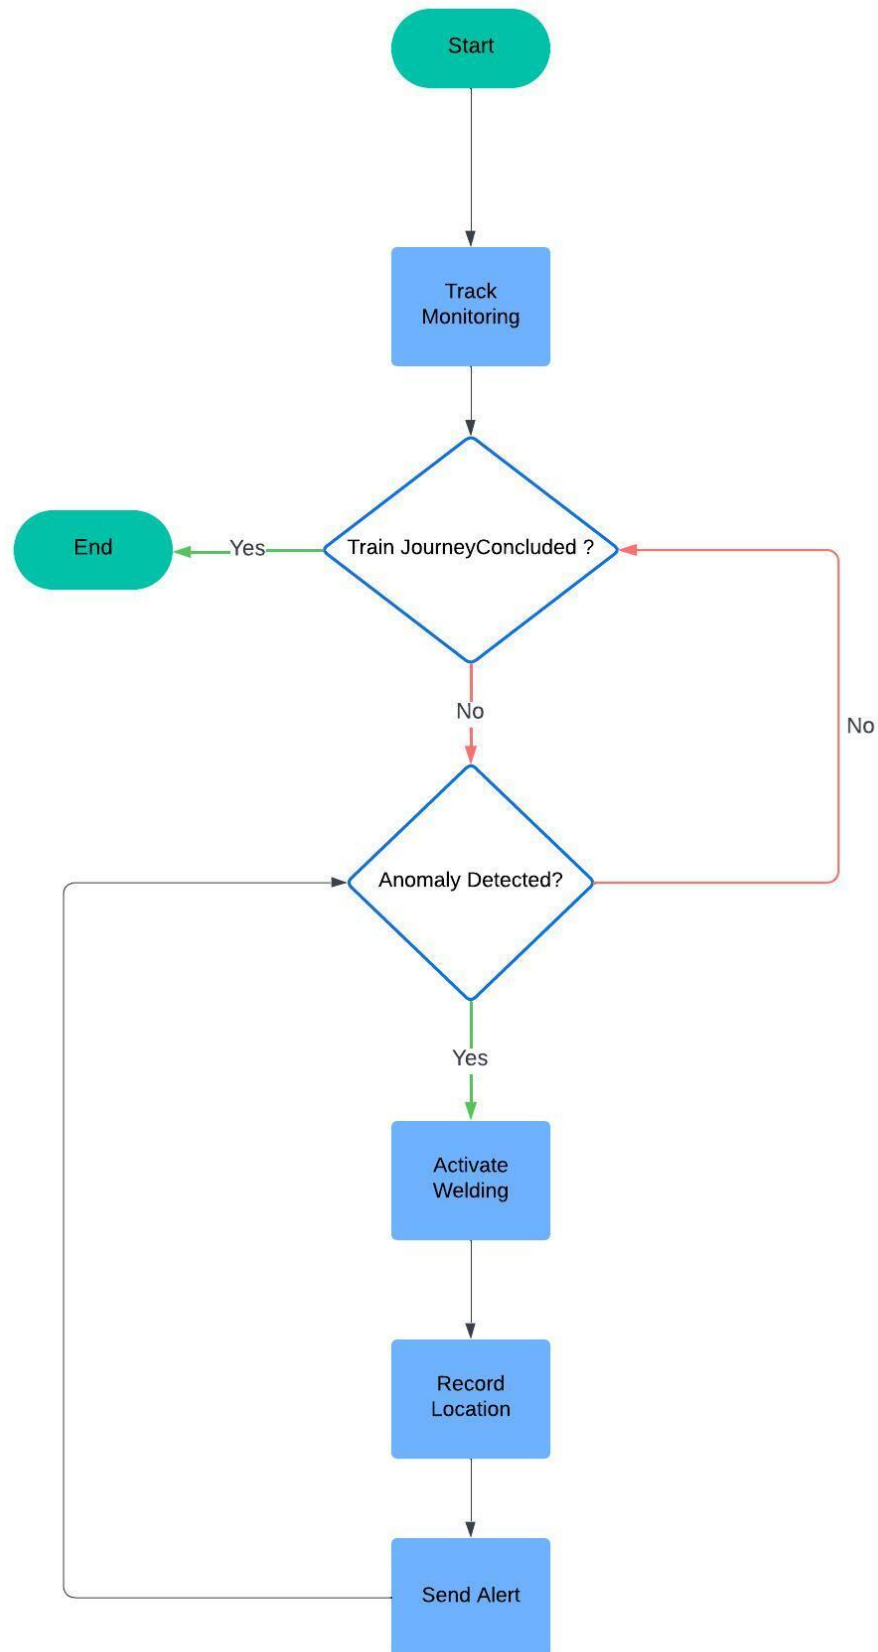 Start
Track
Monitoring
Train JourneyConcluded ?
End
Yes
No
No
Anomaly Detected?
Yes
Activate
Welding
Record
Location
Send Alert